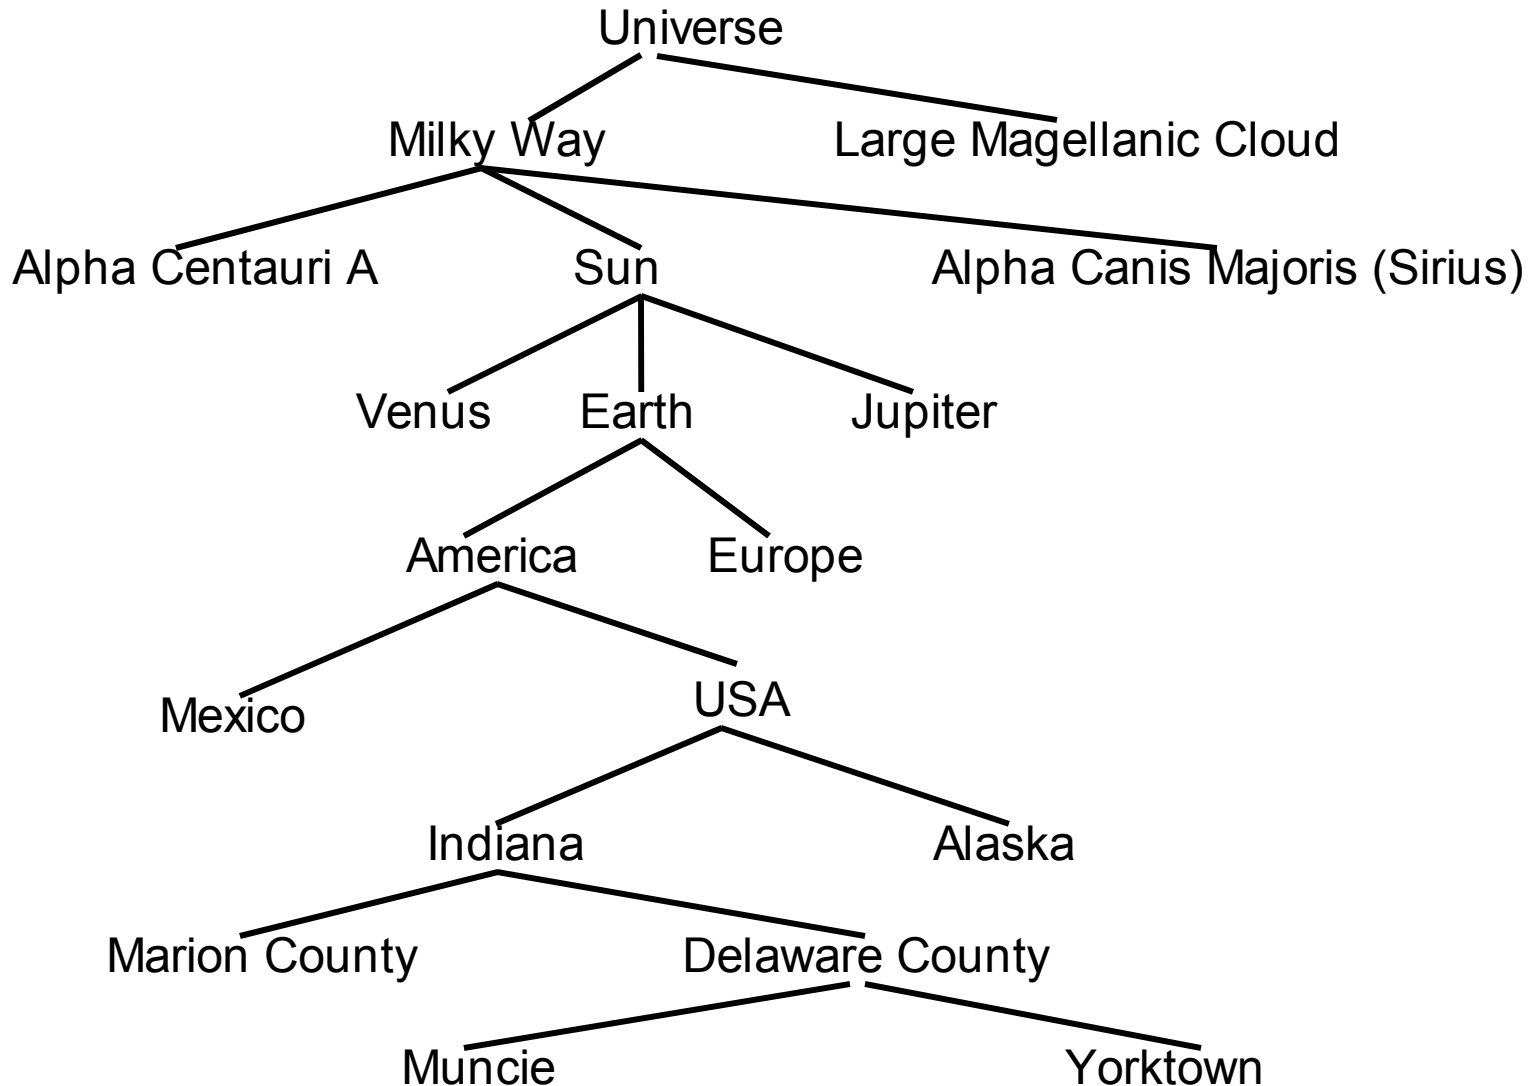 Universe
Milky Way Large Magellanic Cloud
Alpha Centauri A Sun Alpha Canis Majoris (Sirius)
Venus Earth Jupiter
America Europe
Mexico USA
Indiana Alaska
Marion County Delaware County
Muncie Yorktown